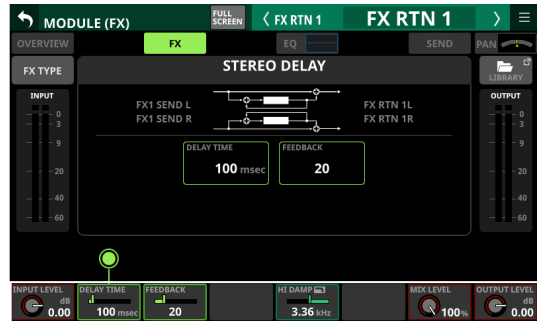 MODULE (FX)
FULL SCREEN
FX RTN 1
FX RTN 1
OVERVIEW
FX
EQ
SEND
PAN
FX TYPE
STEREO DELAY
LIBRARY
INPUT
OUTPUT
FX1 SEND L
FX RTN 1L
FX1 SEND R
FX RTN 1R
0
3
9
20
40
60
0
3
9
20
40
60
DELAY TIME
FEEDBACK
100 msec
20
INPUT LEVEL
DELAY TIME
FEEDBACK
HI DAMP
MIX LEVEL
OUTPUT LEVEL
dB
0.00
100 msec
20
3.36 kHz
100%
dB
0.00